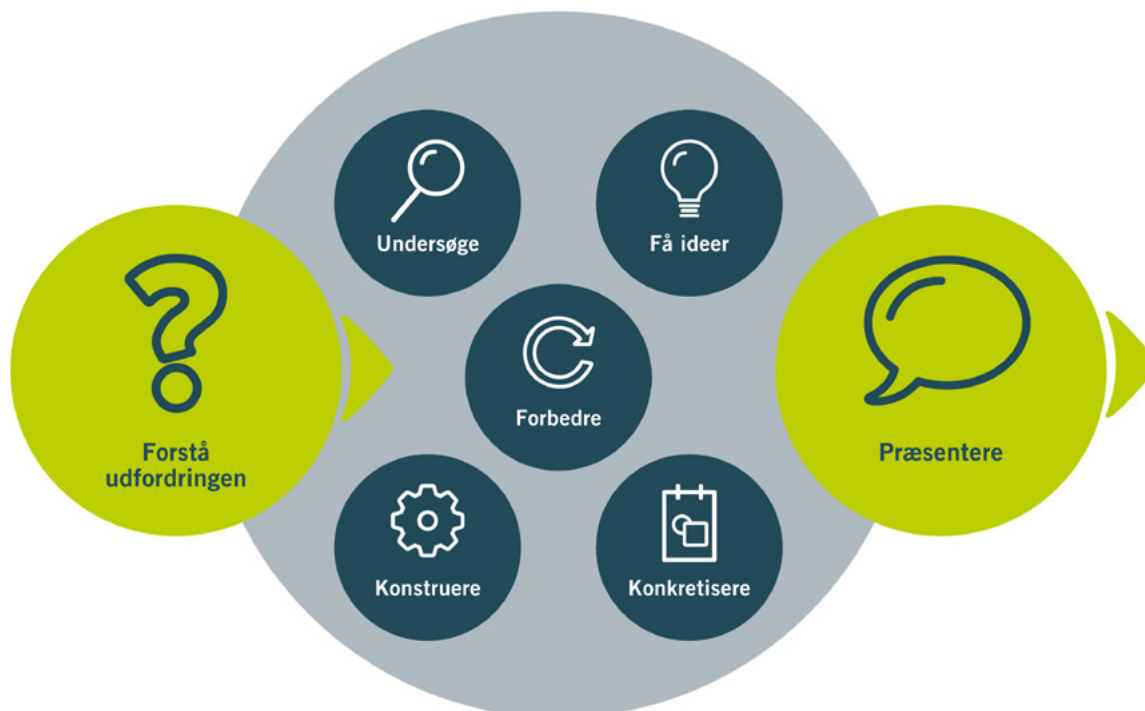 Undersøge
Få ideer
Forstå
udfordringen
Forbedre
Præsentere
Konstruere
Konkretisere